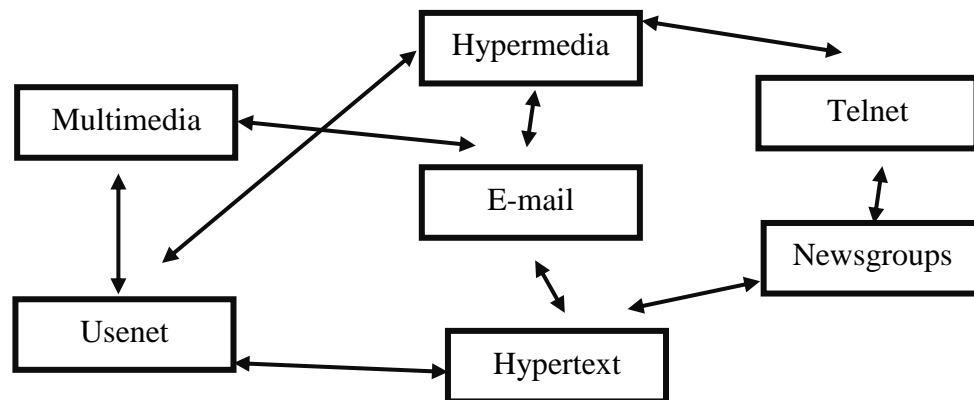 Hypermedia
Multimedia
Telnet
E-mail
Newsgroups
Usenet
Hypertext